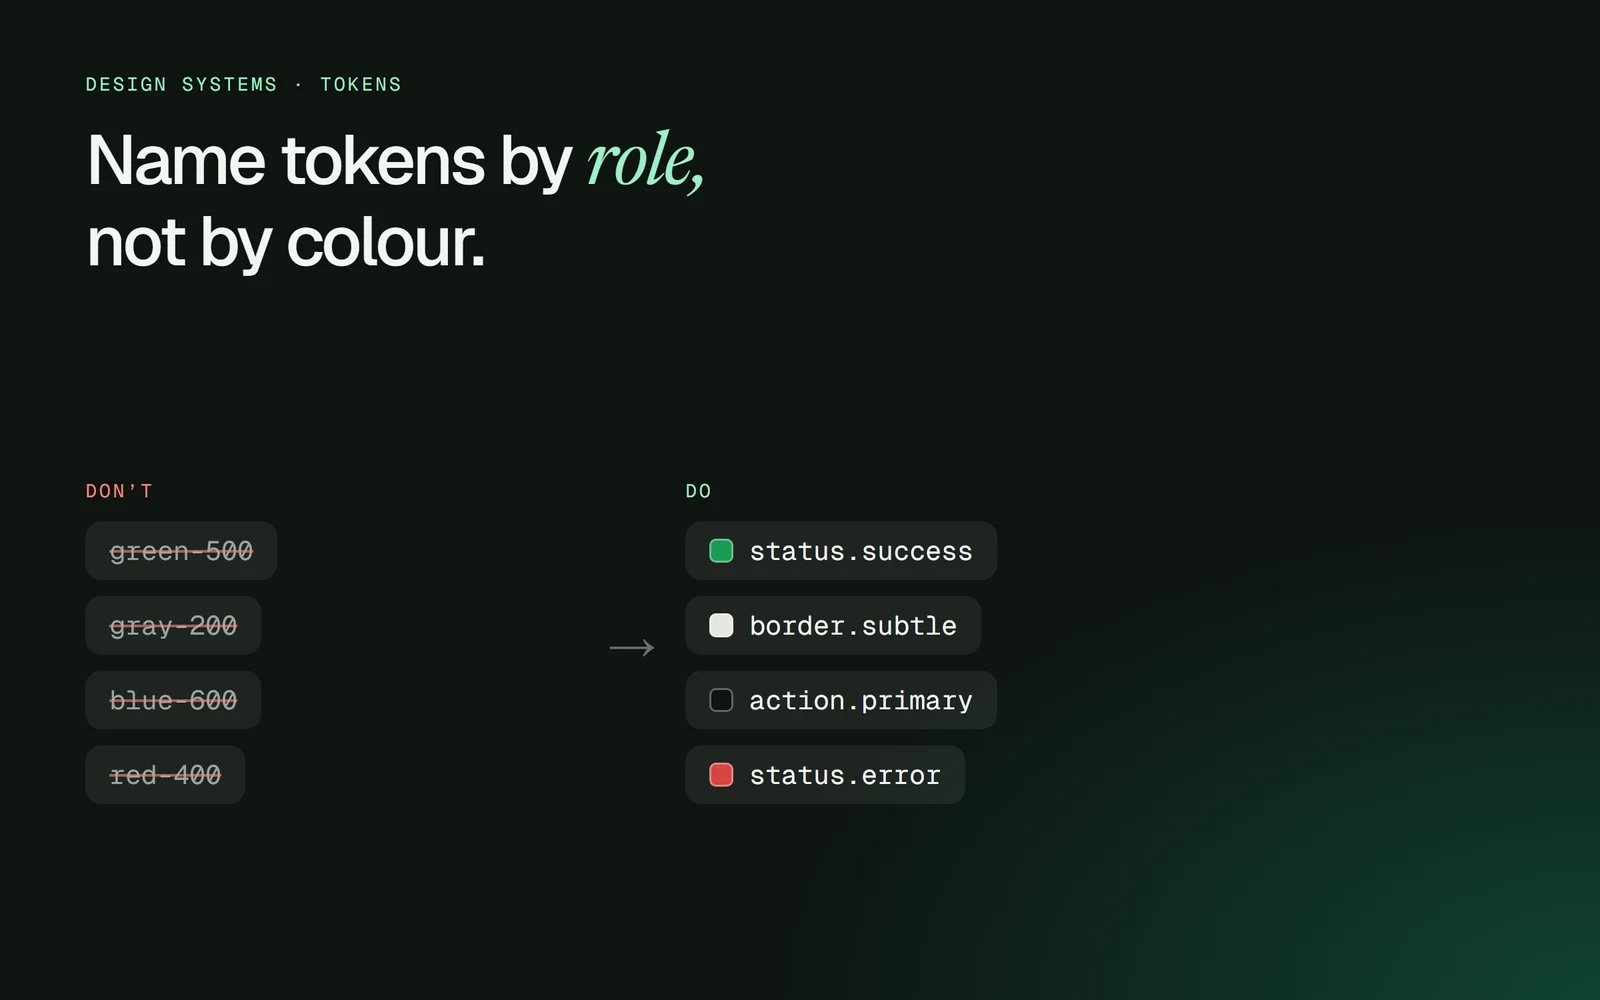 DESIGN SYSTEMS · TOKENS
Name tokens by role,
not by colour.
DON’T
green-500
gray-200
blue-600
red-400
→
DO
status.success
border.subtle
action.primary
status.error